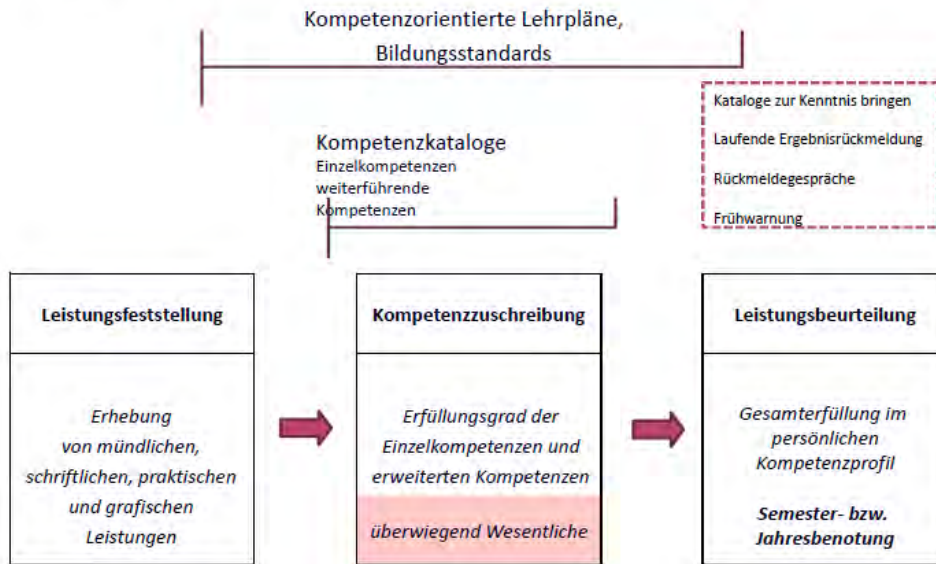 Kompetenzorientierte Lehrpläne,
Bildungsstandards
Kataloge zur Kenntnis bringen
Laufende Ergebnisrückmeldung
Rückmeldegespräche
Frühwarnung
Kompetenzkataloge
Einzelkompetenzen
weiterführende
Kompetenzen
Leistungsfeststellung
Erhebung
von mündlichen,
schriftlichen, praktischen
und grafischen
Leistungen
Kompetenzzuschreibung
Erfüllungsgrad der
Einzelkompetenzen und
erweiterten Kompetenzen
überwiegend Wesentliche
Leistungsbeurteilung
Gesamterfüllung im
persönlichen
Kompetenzprofil
Semester- bzw.
Jahresbenotung